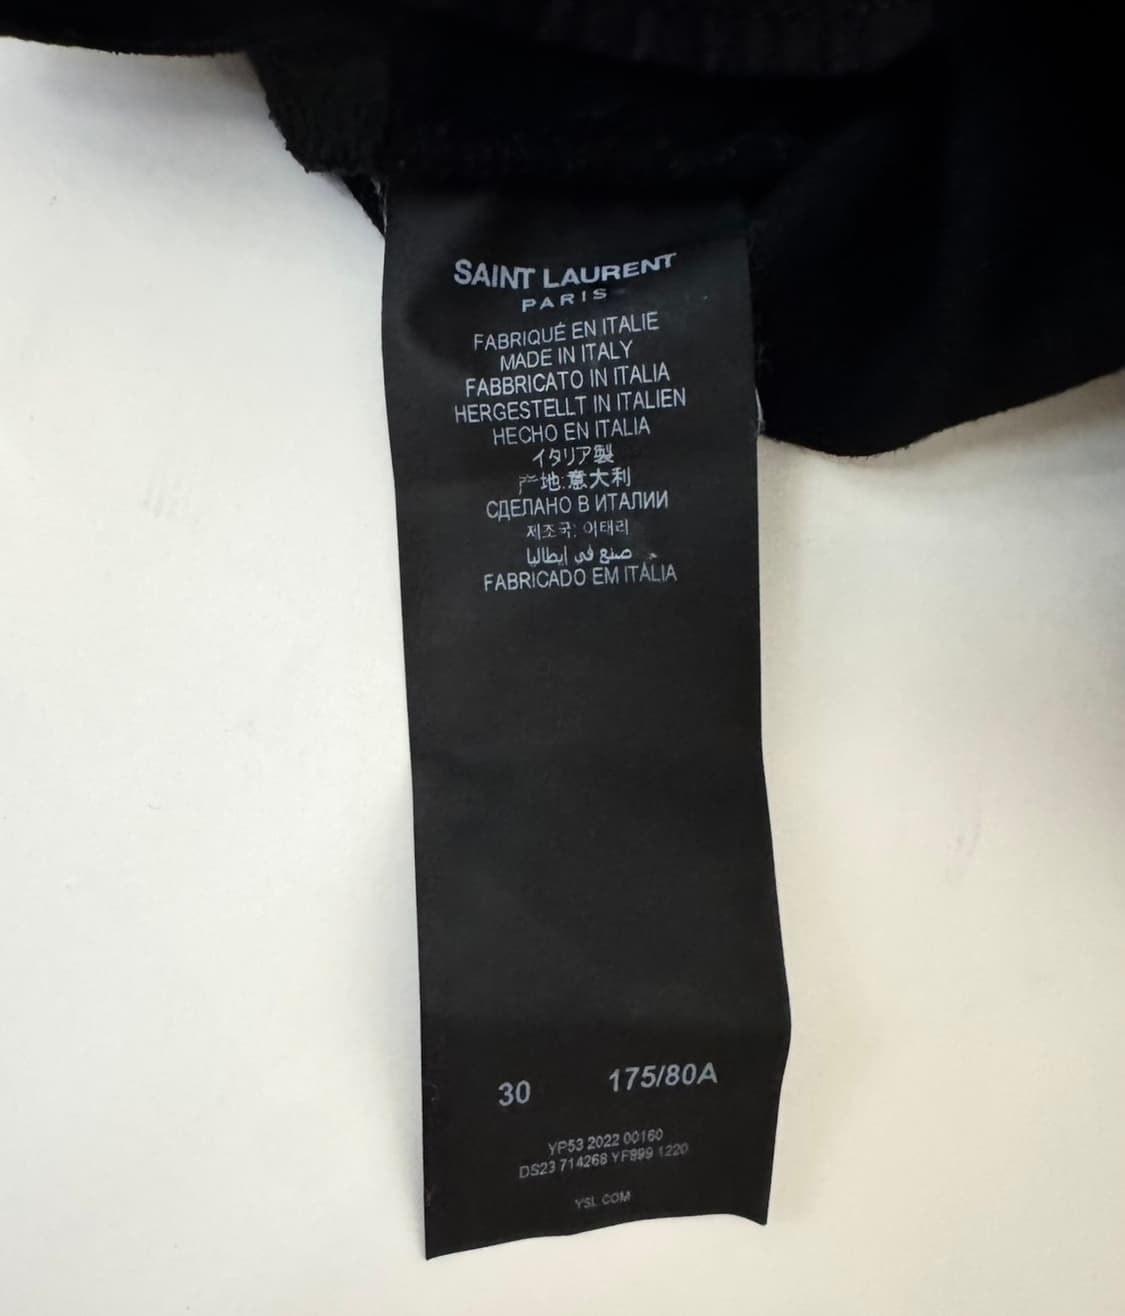 SAINT LAURENT
PARIS
FABRIQUÉ EN ITALIE
MADE IN ITALY
FABBRICATO IN ITALIA
HERGESTELLT IN ITALIEN
HECHO EN ITALIA
イタリア製
产地:意大利
СДЕЛАНО В ИТАЛИИ
제조국: 이태리
صنع في إيطاليا
FABRICADO EM ITÁLIA
30 175/80A
YP53 2022 00160
DS23 714268 YF899 1220
YSL.COM